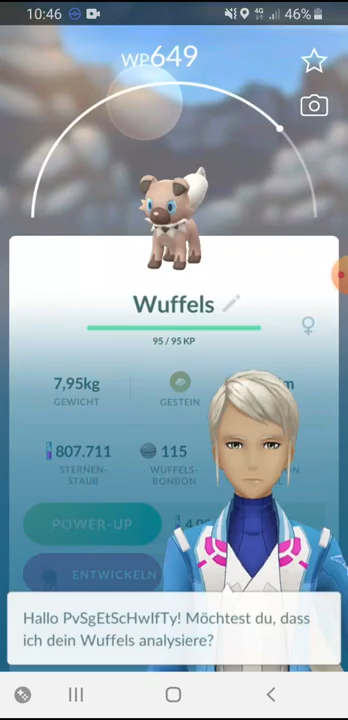 10:46 4G 46%
WP649
Wuffels
95 / 95 KP
7,95kg
GEWICHT GESTEIN
807.711 115
STERNEN- WUFFELS-
STAUB BONBON
POWER-UP
ENTWICKELN
Hallo PvSgEtScHwIfTy! Möchtest du, dass
ich dein Wuffels analysiere?